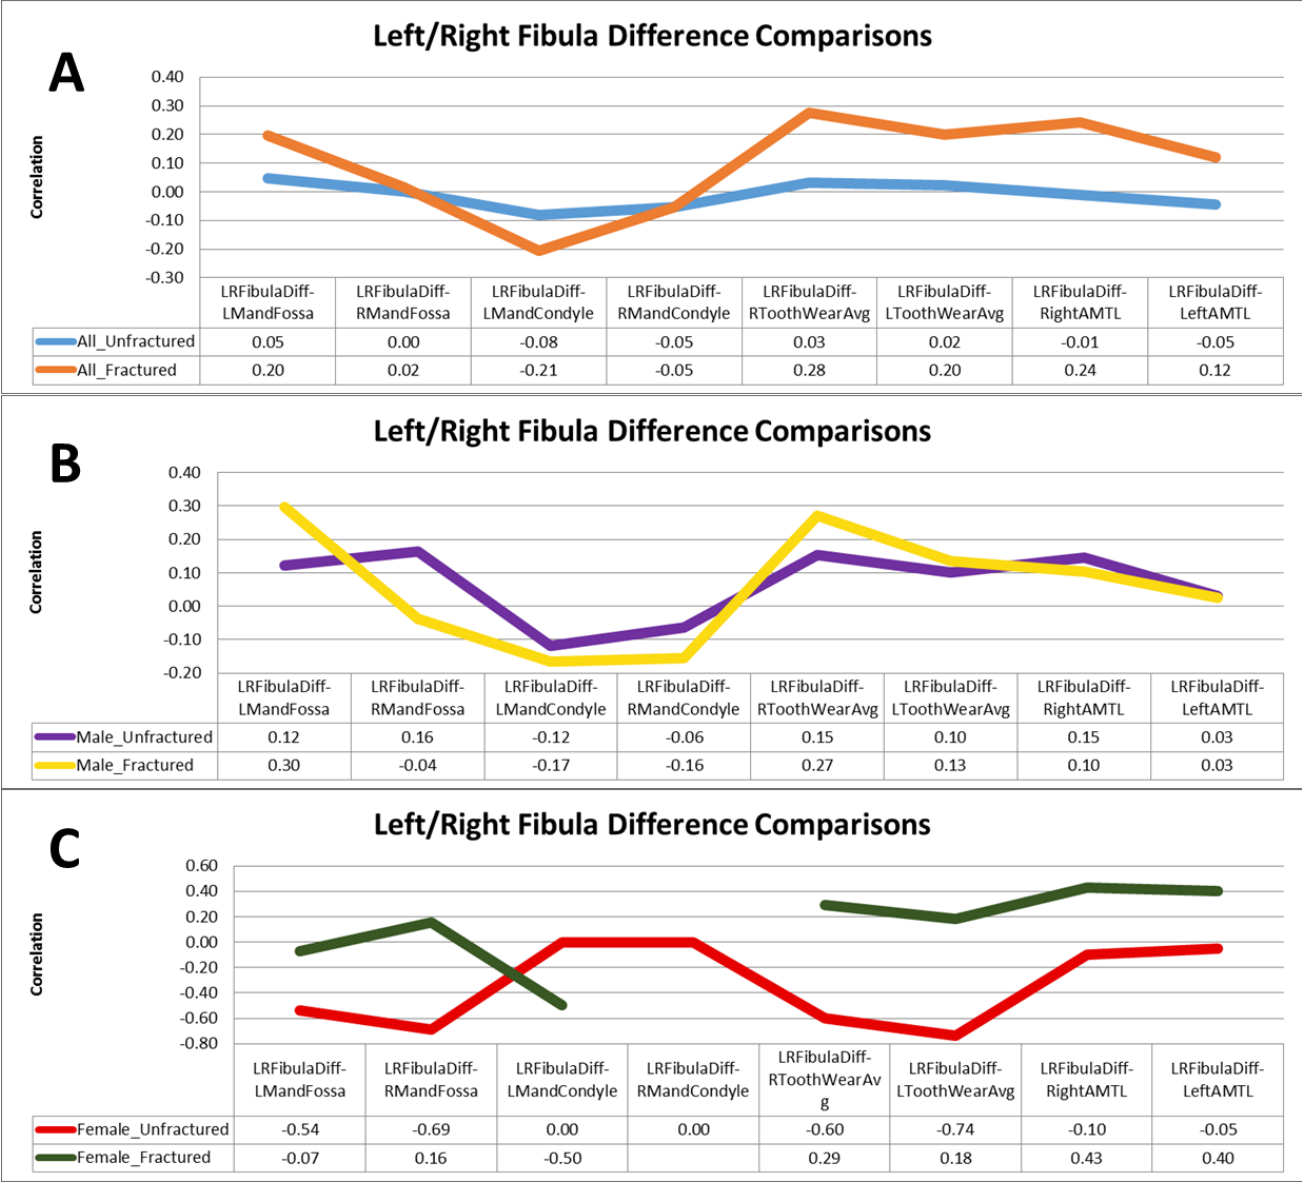 Left/Right Fibula Difference Comparisons
A
0.40
0.30
0.20
0.10
0.00
-0.10
-0.20
-0.30
Correlation
LRFibulaDiff- LRFibulaDiff- LRFibulaDiff- LRFibulaDiff- LRFibulaDiff- LRFibulaDiff- LRFibulaDiff- LRFibulaDiff-
LMandFossa RMandFossa LMandCondyle RMandCondyle RToothWearAvg LToothWearAvg RightAMTL LeftAMTL
All_Unfractured 0.05 0.00 -0.08 -0.05 0.03 0.02 -0.01 -0.05
All_Fractured 0.20 0.02 -0.21 -0.05 0.28 0.20 0.24 0.12
Left/Right Fibula Difference Comparisons
B
0.40
0.30
0.20
0.10
0.00
-0.10
-0.20
Correlation
LRFibulaDiff- LRFibulaDiff- LRFibulaDiff- LRFibulaDiff- LRFibulaDiff- LRFibulaDiff- LRFibulaDiff- LRFibulaDiff-
LMandFossa RMandFossa LMandCondyle RMandCondyle RToothWearAvg LToothWearAvg RightAMTL LeftAMTL
Male_Unfractured 0.12 0.16 -0.12 -0.06 0.15 0.10 0.15 0.03
Male_Fractured 0.30 -0.04 -0.17 -0.16 0.27 0.13 0.10 0.03
Left/Right Fibula Difference Comparisons
C
0.60
0.40
0.20
0.00
-0.20
-0.40
-0.60
-0.80
Correlation
LRFibulaDiff- LRFibulaDiff- LRFibulaDiff- LRFibulaDiff- LRFibulaDiff- LRFibulaDiff- LRFibulaDiff- LRFibulaDiff-
LMandFossa RMandFossa LMandCondyle RMandCondyle RToothWearAv LToothWearAvg RightAMTL LeftAMTL
g
Female_Unfractured -0.54 -0.69 0.00 0.00 -0.60 -0.74 -0.10 -0.05
Female_Fractured -0.07 0.16 -0.50 0.29 0.18 0.43 0.40